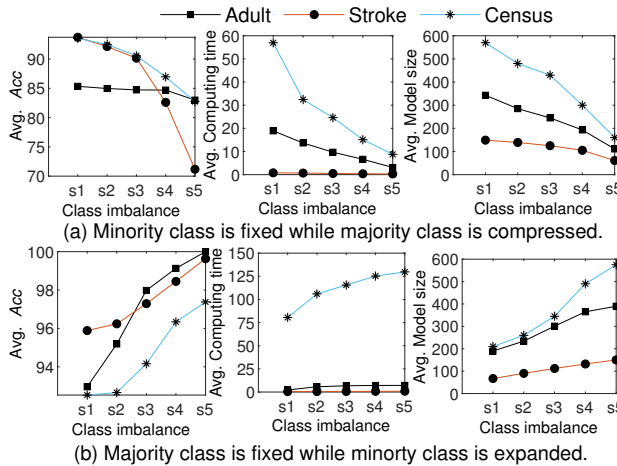 Adult Stroke Census
Avg. Acc
90
85
80
75
70
s1 s2 s3 s4 s5
Class imbalance
Avg. Computing time
60
50
40
30
20
10
0
s1 s2 s3 s4 s5
Class imbalance
Avg. Model size
600
500
400
300
200
100
0
s1 s2 s3 s4 s5
Class imbalance
(a) Minority class is fixed while majority class is compressed.
Avg. Acc
100
98
96
94
s1 s2 s3 s4 s5
Class imbalance
Avg. Computing time
150
125
100
75
50
25
0
s1 s2 s3 s4 s5
Class imbalance
Avg. Model size
600
500
400
300
200
100
0
s1 s2 s3 s4 s5
Class imbalance
(b) Majority class is fixed while minorty class is expanded.